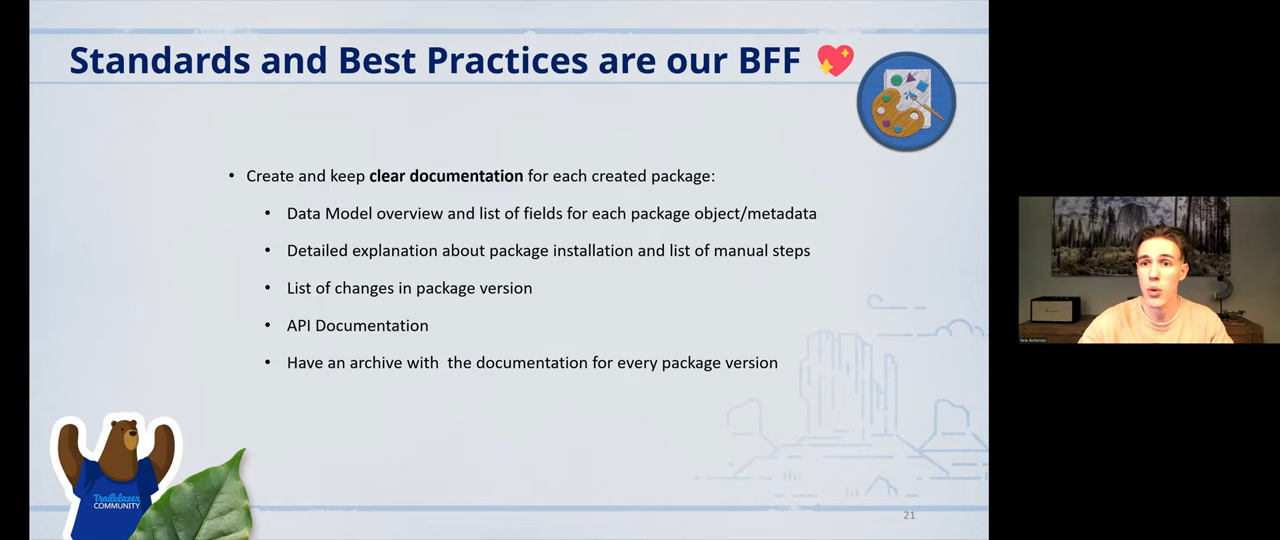 Standards and Best Practices are our BFF 💖
• Create and keep clear documentation for each created package:
• Data Model overview and list of fields for each package object/metadata
• Detailed explanation about package installation and list of manual steps
• List of changes in package version
• API Documentation
• Have an archive with  the documentation for every package version
Trailblazer
COMMUNITY
21